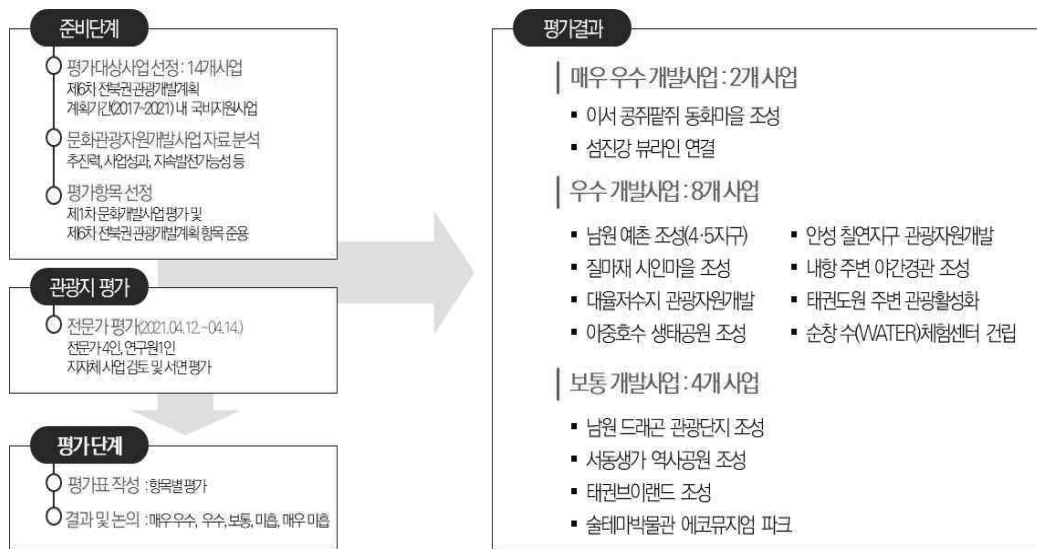 준비단계
평가대상사업 선정 : 14개사업
제6차 전북권 관광개발계획
계획기간(2017~2021) 내 국비지원사업
문화관광자원개발사업 자료 분석
추진력, 사업성과, 지속발전가능성 등
평가항목 선정
제1차 문화개발사업 평가 및
제6차 전북권 관광개발계획 항목 준용
관광지 평가
전문가 평가(2021.04.12.~04.14.)
전문가 4인, 연구원1인
지자체 사업 검토 및 서면 평가
평가 단계
평가표 작성 : 항목별 평가
결과 및 논의 : 매우 우수, 우수, 보통, 미흡, 매우 미흡
평가결과
매우 우수 개발사업 : 2개 사업
▪ 이서 콩쥐팥쥐 동화마을 조성
▪ 섬진강 뷰라인 연결
우수 개발사업 : 8개 사업
▪ 남원 예촌 조성(4·5지구)
▪ 질마재 시인마을 조성
▪ 대율저수지 관광자원개발
▪ 아중호수 생태공원 조성
▪ 안성 칠연지구 관광자원개발
▪ 내항 주변 야간경관 조성
▪ 태권도원 주변 관광활성화
▪ 순창 수(WATER)체험센터 건립
보통 개발사업 : 4개 사업
▪ 남원 드래곤 관광단지 조성
▪ 서동생가 역사공원 조성
▪ 태권브이랜드 조성
▪ 술테마박물관 에코뮤지엄 파크